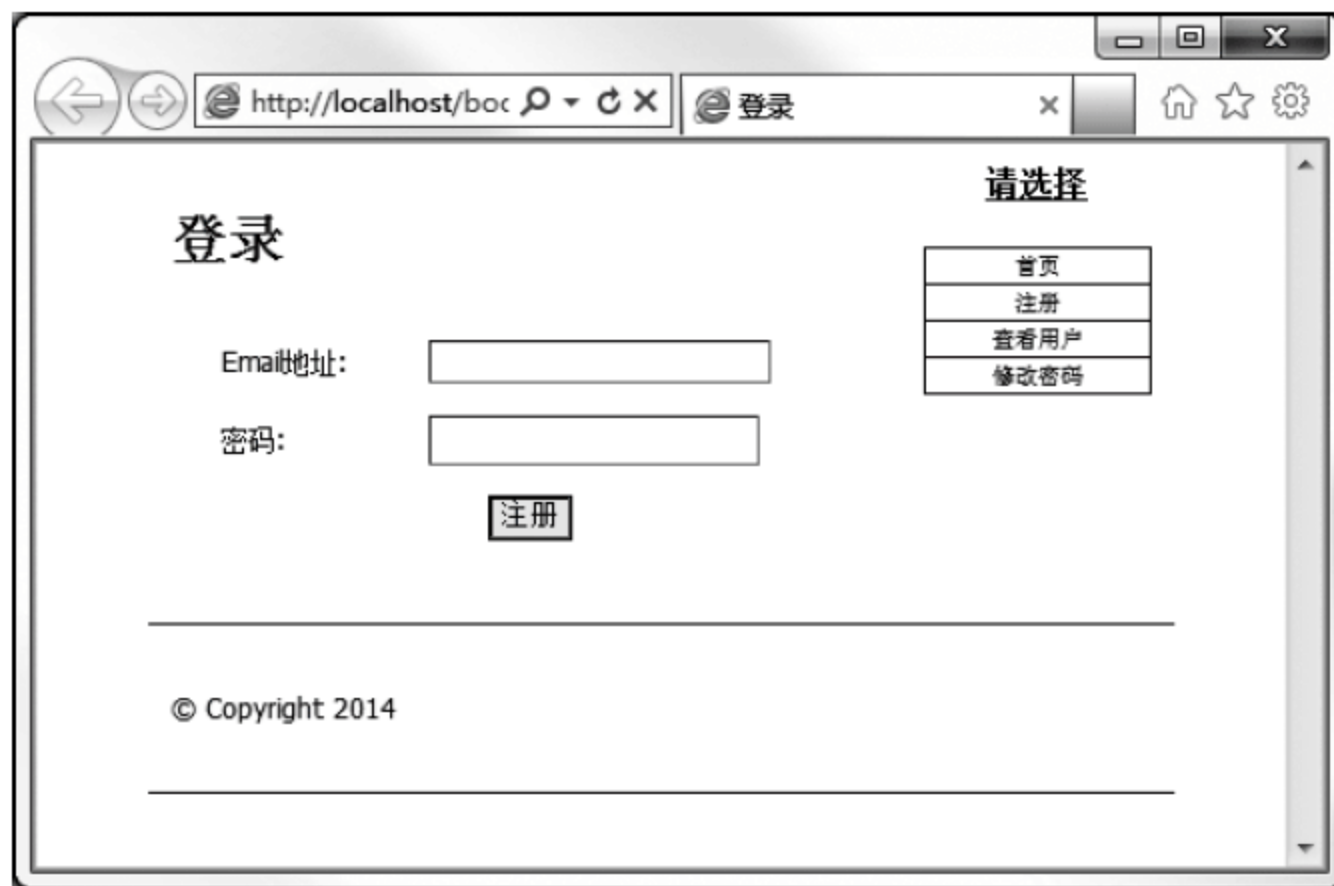 http://localhost/boc
登录
请选择
登录
首页
注册
查看用户
修改密码
Email地址:
密码:
注册
© Copyright 2014